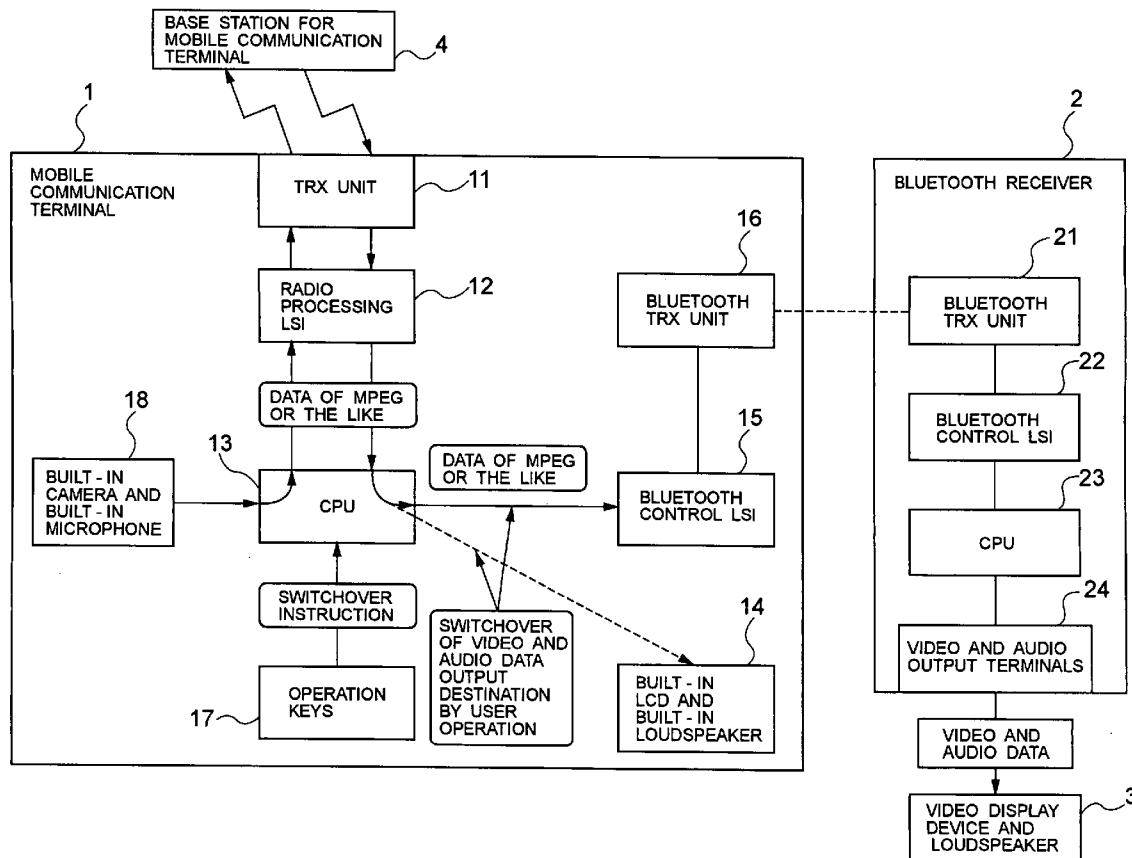 BASE STATION FOR
MOBILE COMMUNICATION
TERMINAL
4
1
2
MOBILE
COMMUNICATION
TERMINAL
TRX UNIT
11
BLUETOOTH RECEIVER
16
21
RADIO
PROCESSING
LSI
12
BLUETOOTH
TRX UNIT
BLUETOOTH
TRX UNIT
22
18
DATA OF MPEG
OR THE LIKE
15
BLUETOOTH
CONTROL LSI
13
DATA OF MPEG
OR THE LIKE
23
BUILT-IN
CAMERA AND
BUILT-IN
MICROPHONE
CPU
BLUETOOTH
CONTROL LSI
CPU
SWITCHOVER
INSTRUCTION
14
24
SWITCHOVER
OF VIDEO AND
AUDIO DATA
OUTPUT
DESTINATION
BY USER
OPERATION
VIDEO AND AUDIO
OUTPUT TERMINALS
17
OPERATION
KEYS
BUILT-IN
LCD AND
BUILT-IN
LOUDSPEAKER
VIDEO AND
AUDIO DATA
3
VIDEO DISPLAY
DEVICE AND
LOUDSPEAKER